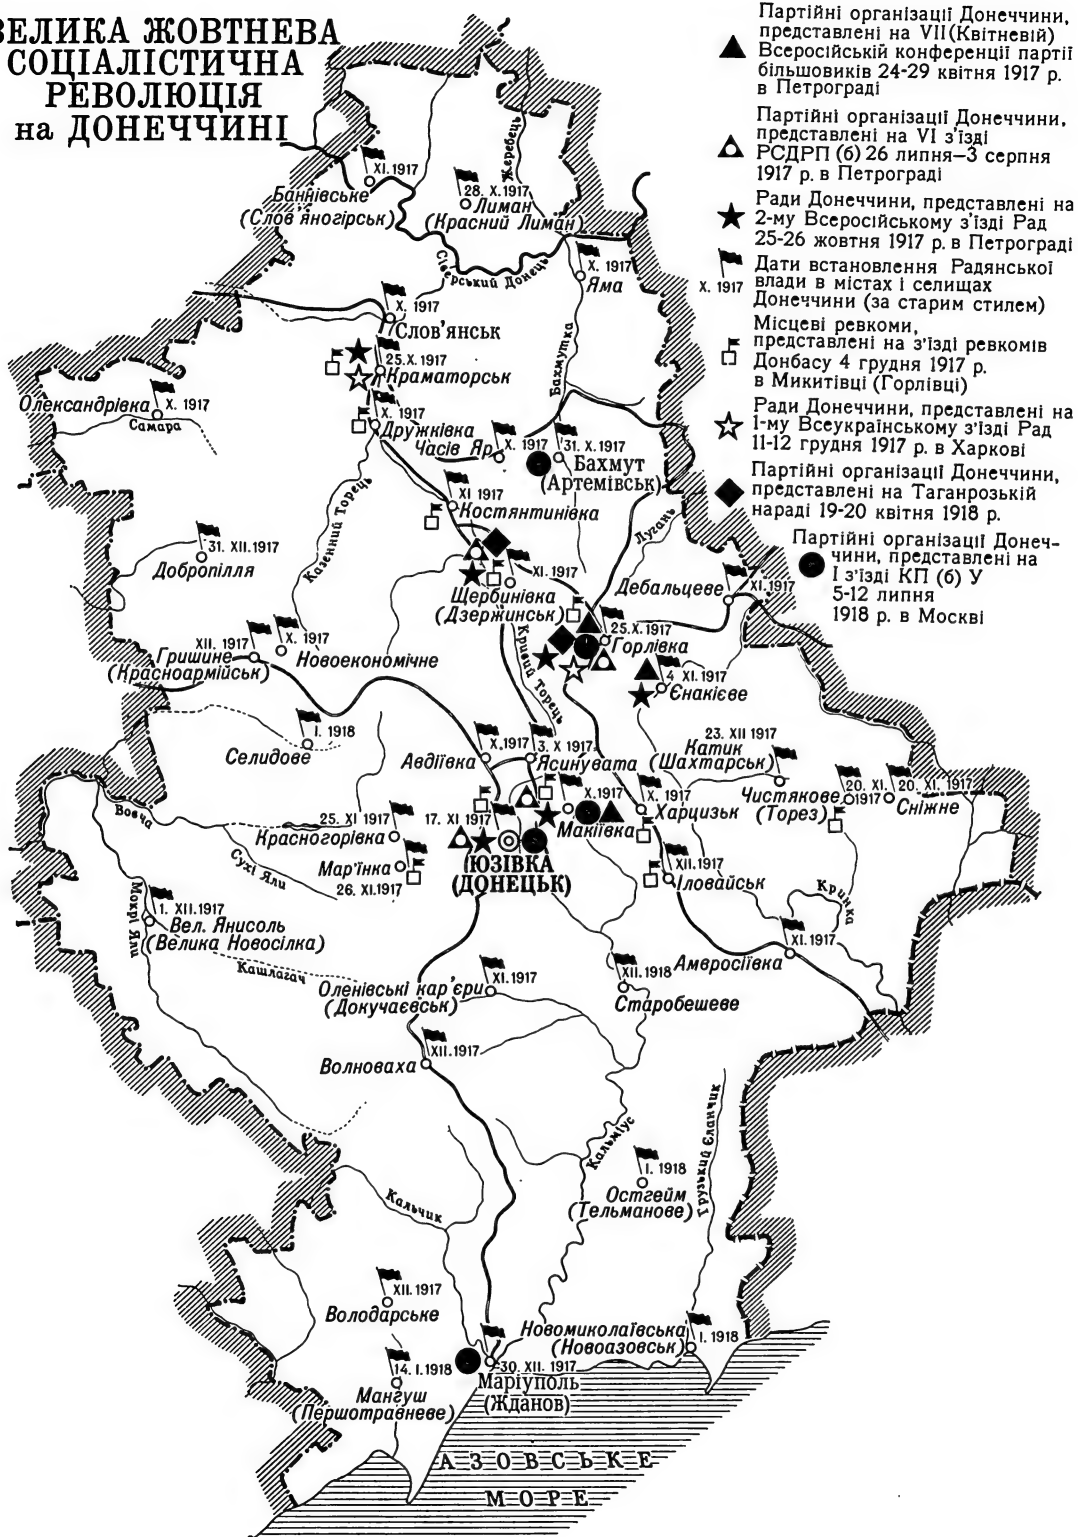 ВЕЛИКА ЖОВТНЕВА
СОЦІАЛІСТИЧНА
РЕВОЛЮЦІЯ
на ДОНЕЧЧИНІ
Партійні організації Донеччини,
представлені на VII (Квітневій)
Всеросійській конференції партії
більшовиків 24-29 квітня 1917 р.
в Петрограді
Партійні організації Донеччини,
представлені на VI з'їзді
РСДРП (б) 26 липня–3 серпня
1917 р. в Петрограді
Ради Донеччини, представлені на
2-му Всеросійському з'їзді Рад
25-26 жовтня 1917 р. в Петрограді
X. 1917
Дати встановлення Радянської
влади в містах і селищах
Донеччини (за старим стилем)
Місцеві ревкоми,
представлені на з'їзді ревкомів
Донбасу 4 грудня 1917 р.
в Микитівці (Горлівці)
Ради Донеччини, представлені на
1-му Всеукраїнському з'їзді Рад
11-12 грудня 1917 р. в Харкові
Партійні організації Донеччини,
представлені на Таганрозькій
нараді 19-20 квітня 1918 р.
Партійні організації Донеч-
чини, представлені на
I з'їзді КП (б) У
5-12 липня
1918 р. в Москві
XI. 1917
Баннівське
(Слов'яногірськ)
28. X. 1917
Лиман
(Красний Лиман)
Жеребець
Сіверський Донець
X. 1917
Яма
X. 1917
Слов'янськ
25. X. 1917
Краматорськ
Бахмутка
Олександрівка
X. 1917
Самара
X. 1917
Дружківка
Часів Яр
X. 1917
31. X. 1917
Бахмут
(Артемівськ)
XI 1917
Костянтинівка
Казенний Торець
Лугань
31. XII. 1917
Добропілля
XI. 1917
Щербинівка
(Дзержинськ)
Дебальцеве
XI. 1917
Кривий Торець
25. X. 1917
Горлівка
XII. 1917
Гришине
(Красноармійськ)
X. 1917
Новоекономічне
4 XI. 1917
Єнакієве
I. 1918
Селидове
Авдіївка
X. 1917
3. X 1917
Ясинувата
23. XII 1917
Катик
(Шахтарськ)
Вовча
25. XI 1917
Красногорівка
17. XI 1917
X. 1917
Макіївка
X. 1917
Харцизьк
Чистякове
(Торез)
20. XI.
1917
20. XI. 1917
Сніжне
ЮЗІВКА
(ДОНЕЦЬК)
Сухі Яли
Мар'їнка
26. XI. 1917
XII. 1917
Іловайськ
Кринка
Мокрі Яли
1. XII. 1917
Вел. Янисоль
(Велика Новосілка)
Кашлагач
XI. 1917
Амвросіївка
Оленівські кар'єри
(Докучаєвськ)
XI. 1917
XII. 1918
Старобешеве
Волноваха
XII. 1917
Кальміус
Грузький Єланчик
I. 1918
Остгейм
(Тельманове)
Кальчик
XII. 1917
Володарське
Новомиколаївська
(Новоазовськ)
I. 1918
14. I. 1918
Мангуш
(Першотравневе)
30. XII. 1917
Маріуполь
(Жданов)
АЗОВСЬКЕ
МОРЕ